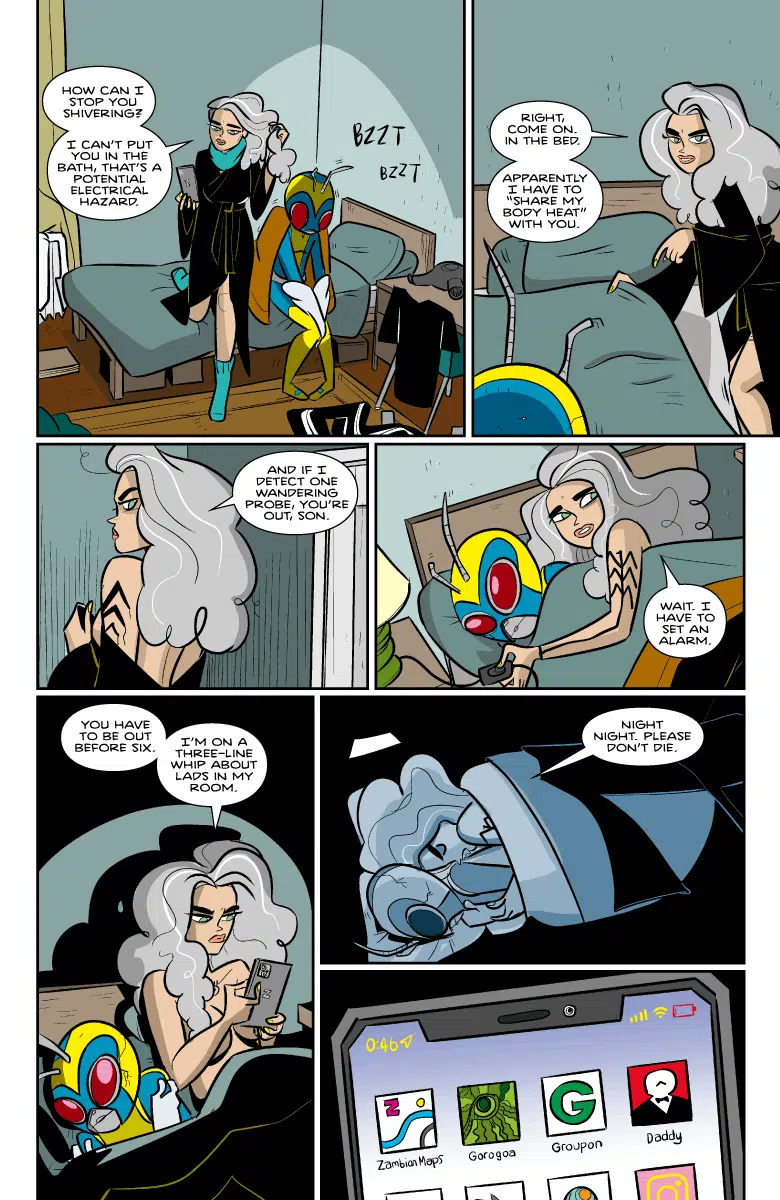 HOW CAN I
STOP YOU
SHIVERING?
I CAN'T PUT
YOU IN THE
BATH, THAT'S A
POTENTIAL
ELECTRICAL
HAZARD.
BZZT
BZZT
RIGHT,
COME ON.
IN THE BED.
APPARENTLY
I HAVE TO
"SHARE MY
BODY HEAT"
WITH YOU.
AND IF I
DETECT ONE
WANDERING
PROBE, YOU'RE
OUT, SON.
WAIT. I
HAVE TO
SET AN
ALARM.
YOU HAVE
TO BE OUT
BEFORE SIX.
I'M ON A
THREE-LINE
WHIP ABOUT
LADS IN MY
ROOM.
NIGHT
NIGHT. PLEASE
DON'T DIE.
0:46
Z
Zambian Maps
Gorogoa
G
Groupon
Daddy